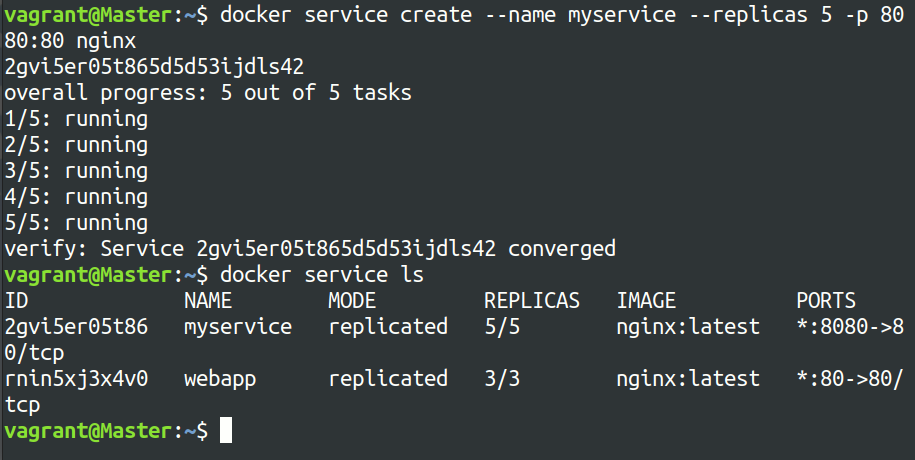 vagrant@Master:~$ docker service create --name myservice --replicas 5 -p 80
80:80 nginx
2gvi5er05t865d5d53ijdls42
overall progress: 5 out of 5 tasks
1/5: running
2/5: running
3/5: running
4/5: running
5/5: running
verify: Service 2gvi5er05t865d5d53ijdls42 converged
vagrant@Master:~$ docker service ls
ID             NAME        MODE         REPLICAS   IMAGE          PORTS
2gvi5er05t86   myservice   replicated   5/5        nginx:latest   *:8080->8
0/tcp
rnin5xj3x4v0   webapp      replicated   3/3        nginx:latest   *:80->80/
tcp
vagrant@Master:~$